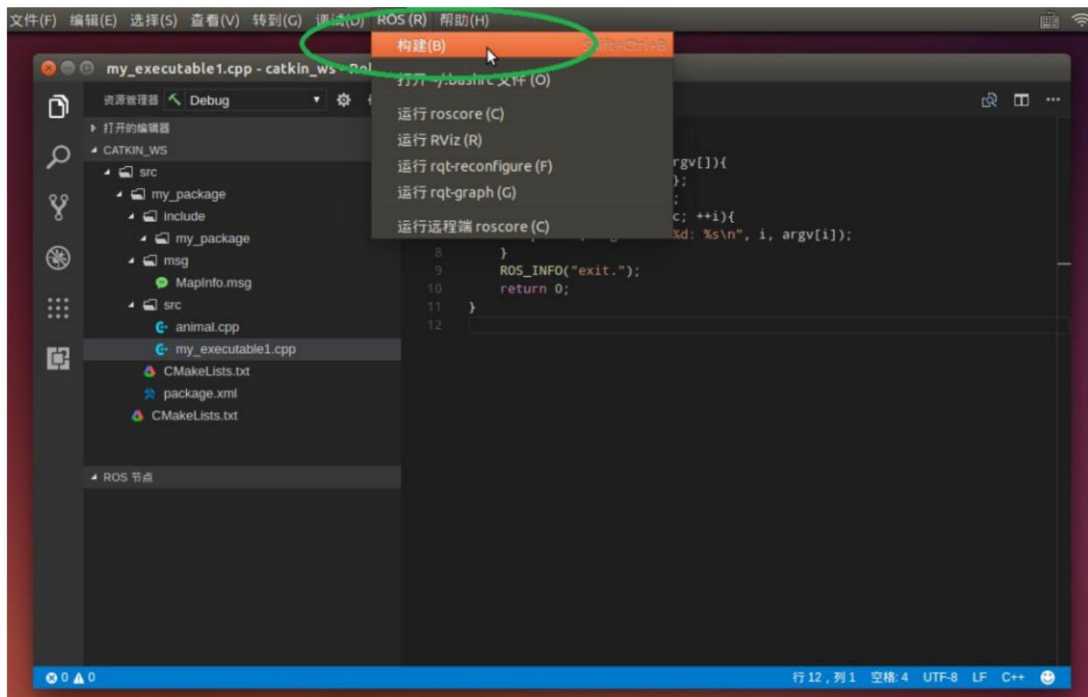 文件(F) 编辑(E) 选择(S) 查看(V) 转到(G) 调试(D) ROS (R) 帮助(H)
构建(B) Shift+Ctrl+B
打开 ~/.bashrc 文件 (O)
运行 roscore (C)
运行 RViz (R)
运行 rqt-reconfigure (F)
运行 rqt-graph (G)
运行远程端 roscore (C)
my_executable1.cpp - catkin_ws - Ro
资源管理器 Debug
打开的编辑器
CATKIN_WS
src
my_package
include
my_package
msg
MapInfo.msg
src
animal.cpp
my_executable1.cpp
CMakeLists.txt
package.xml
CMakeLists.txt
ROS 节点
rgv[]){
};
;
c; ++i){
%d: %s\n", i, argv[i]);
8 }
9 ROS_INFO("exit.");
10 return 0;
11 }
12
0 0
行 12，列 1 空格: 4 UTF-8 LF C++